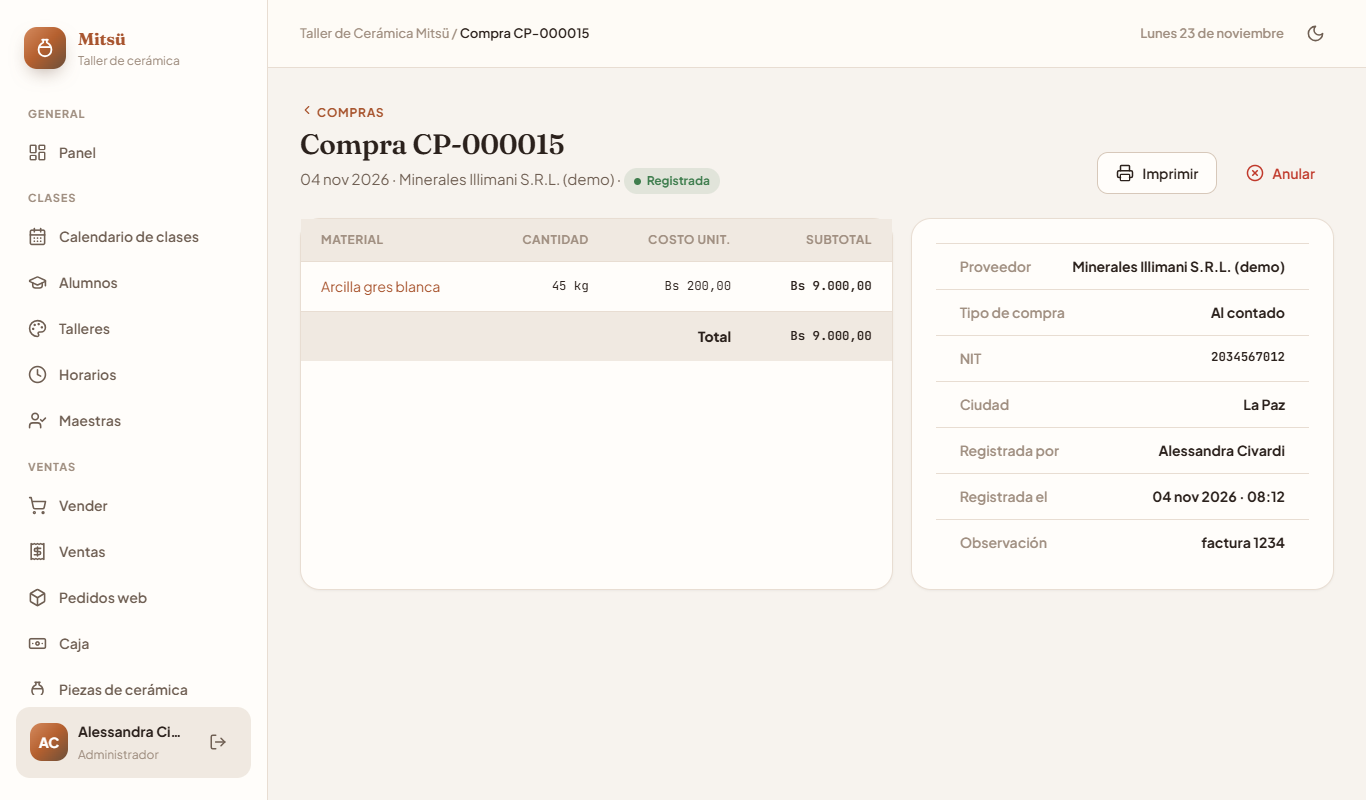 Mitsü
Taller de cerámica
GENERAL
Panel
CLASES
Calendario de clases
Alumnos
Talleres
Horarios
Maestras
VENTAS
Vender
Ventas
Pedidos web
Caja
Piezas de cerámica
AC
Alessandra Ci…
Administrador
Taller de Cerámica Mitsü / Compra CP-000015
Lunes 23 de noviembre
COMPRAS
Compra CP-000015
04 nov 2026 · Minerales Illimani S.R.L. (demo) · Registrada
Imprimir
Anular
MATERIAL CANTIDAD COSTO UNIT. SUBTOTAL
Arcilla gres blanca 45 kg Bs 200,00 Bs 9.000,00
Total Bs 9.000,00
Proveedor Minerales Illimani S.R.L. (demo)
Tipo de compra Al contado
NIT 2034567012
Ciudad La Paz
Registrada por Alessandra Civardi
Registrada el 04 nov 2026 · 08:12
Observación factura 1234